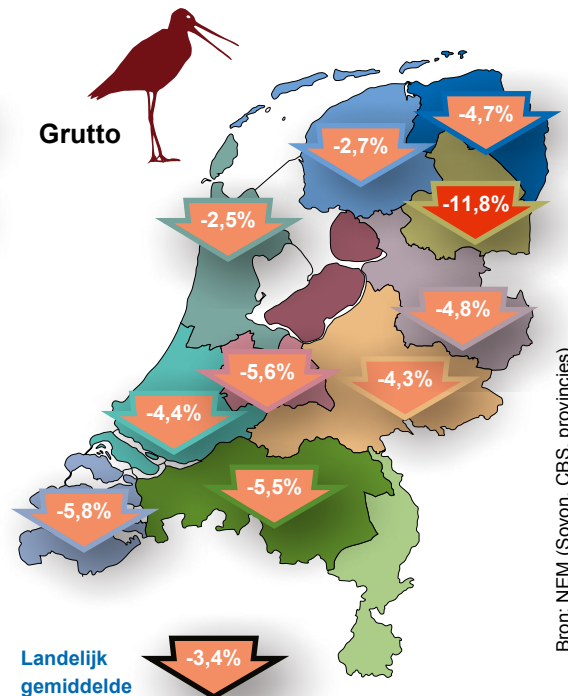 Grutto
-4,7%
-2,7%
-11,8%
-2,5%
-4,8%
-5,6%
-4,3%
-4,4%
-5,5%
-5,8%
Bron: NEM (Sovon, CBS, provincies)
Landelijk
gemiddelde
-3,4%